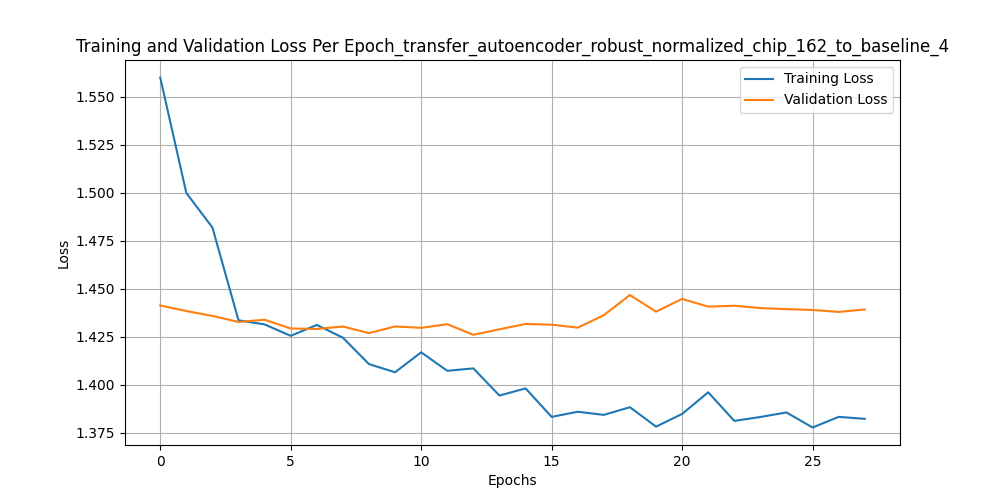 Training and Validation Loss Per Epoch_transfer_autoencoder_robust_normalized_chip_162_to_baseline_4
Training Loss
Validation Loss
1.550
1.525
1.500
1.475
1.450
1.425
1.400
1.375
Loss
0 5 10 15 20 25
Epochs